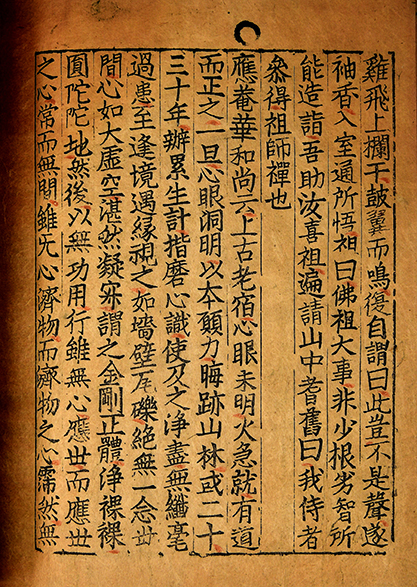 雞飛上欄干鼓翼而鳴復自謂曰此豈不是聲遂
袖香入室通所悟祖曰佛祖大事非少根劣智所
能造詣吾助汝喜祖遍請山中耆舊曰我侍者
叅得祖師禪也
應菴華和尚云上古老宿心眼未明火急就有道
而正之一旦心眼洞明以本願力晦跡山林或二十
三十年辦累生計揩磨心識使及之淨盡無纖毫
過患至逢境遇緣視之如墻壁瓦礫絶無一念世
間心如大虛空湛然凝寂謂之金剛正體淨裸裸
圓陀陀地然後以無功用行雖無心應世而應世
之心常而無間雖无心濟物而濟物之心霈然無